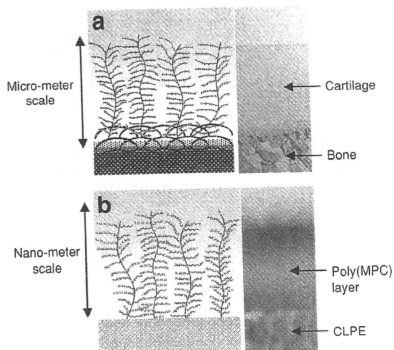 a
Micro-meter
scale
Cartilage
Bone
b
Nano-meter
scale
Poly(MPC)
layer
CLPE